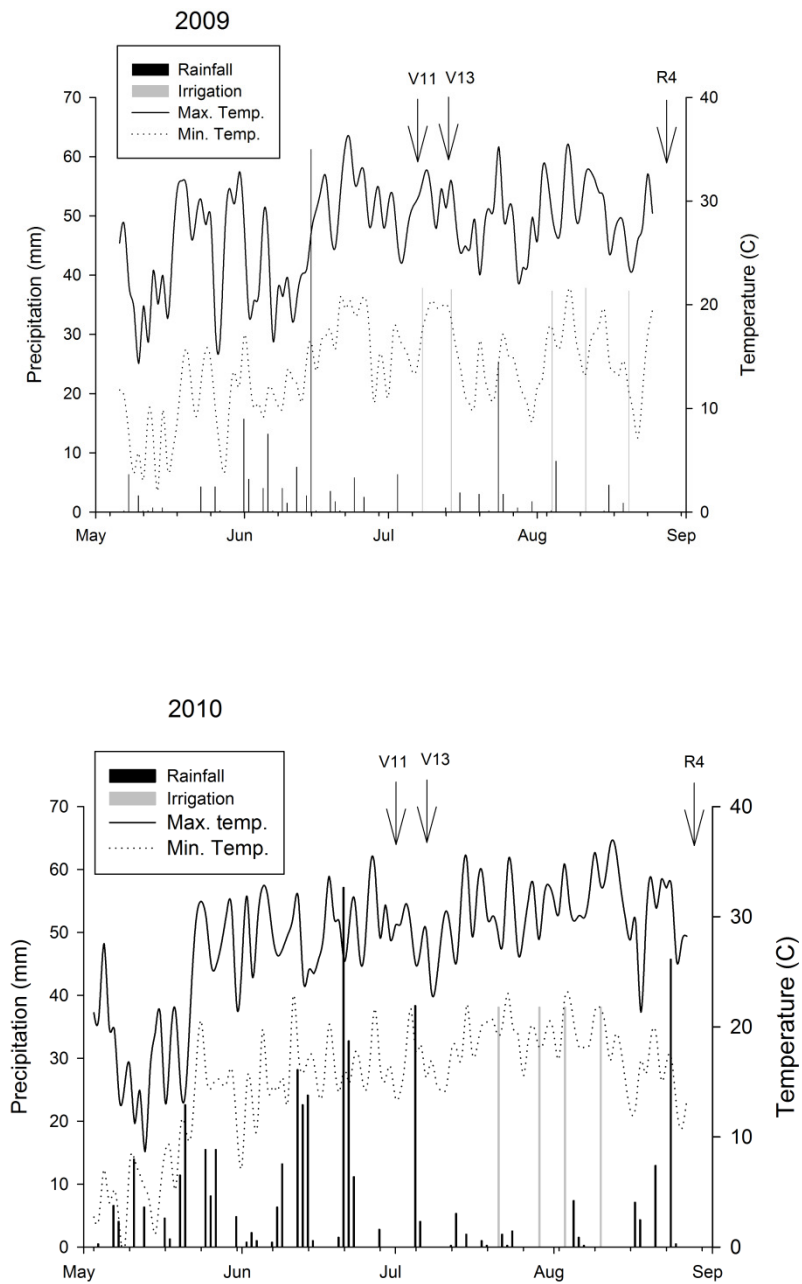 2009
Rainfall
Irrigation
Max. Temp.
Min. Temp.
V11 V13 R4
70
60
50
40
30
20
10
0
Precipitation (mm)
40
30
20
10
0
Temperature (C)
May Jun Jul Aug Sep
2010
Rainfall
Irrigation
Max. temp.
Min. Temp.
V11 V13 R4
70
60
50
40
30
20
10
0
Precipitation (mm)
40
30
20
10
0
Temperature (C)
May Jun Jul Aug Sep